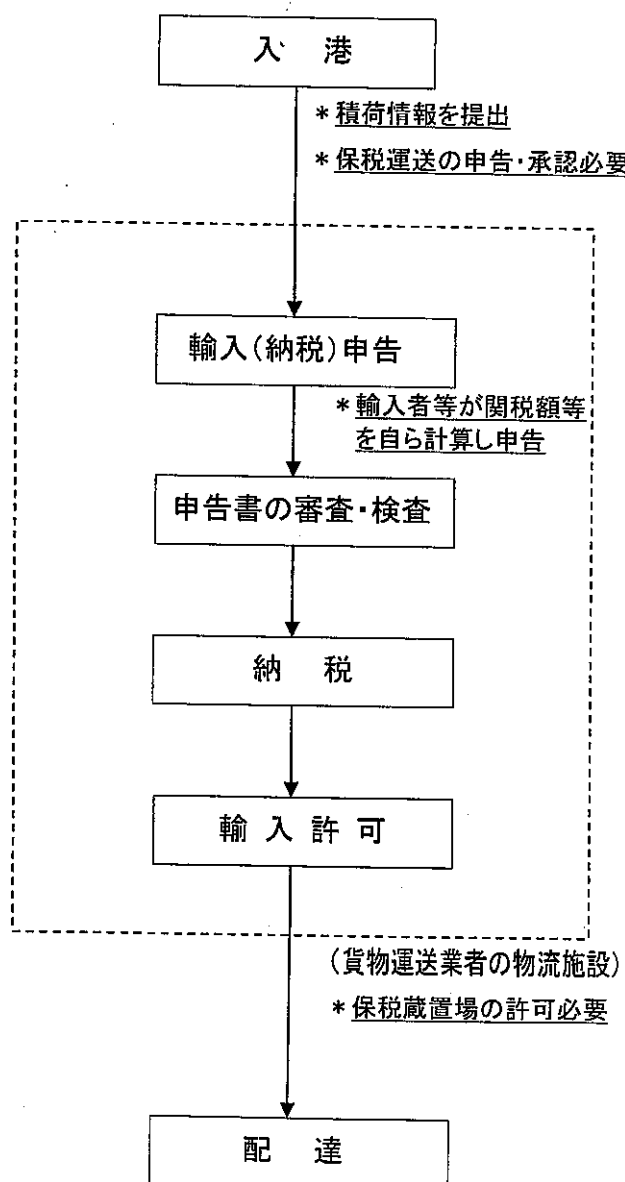 入 港
＊積荷情報を提出
＊保税運送の申告・承認必要
輸入(納税)申告
＊輸入者等が関税額等
を自ら計算し申告
申告書の審査・検査
納 税
輸 入 許 可
(貨物運送業者の物流施設)
＊保税蔵置場の許可必要
配 達